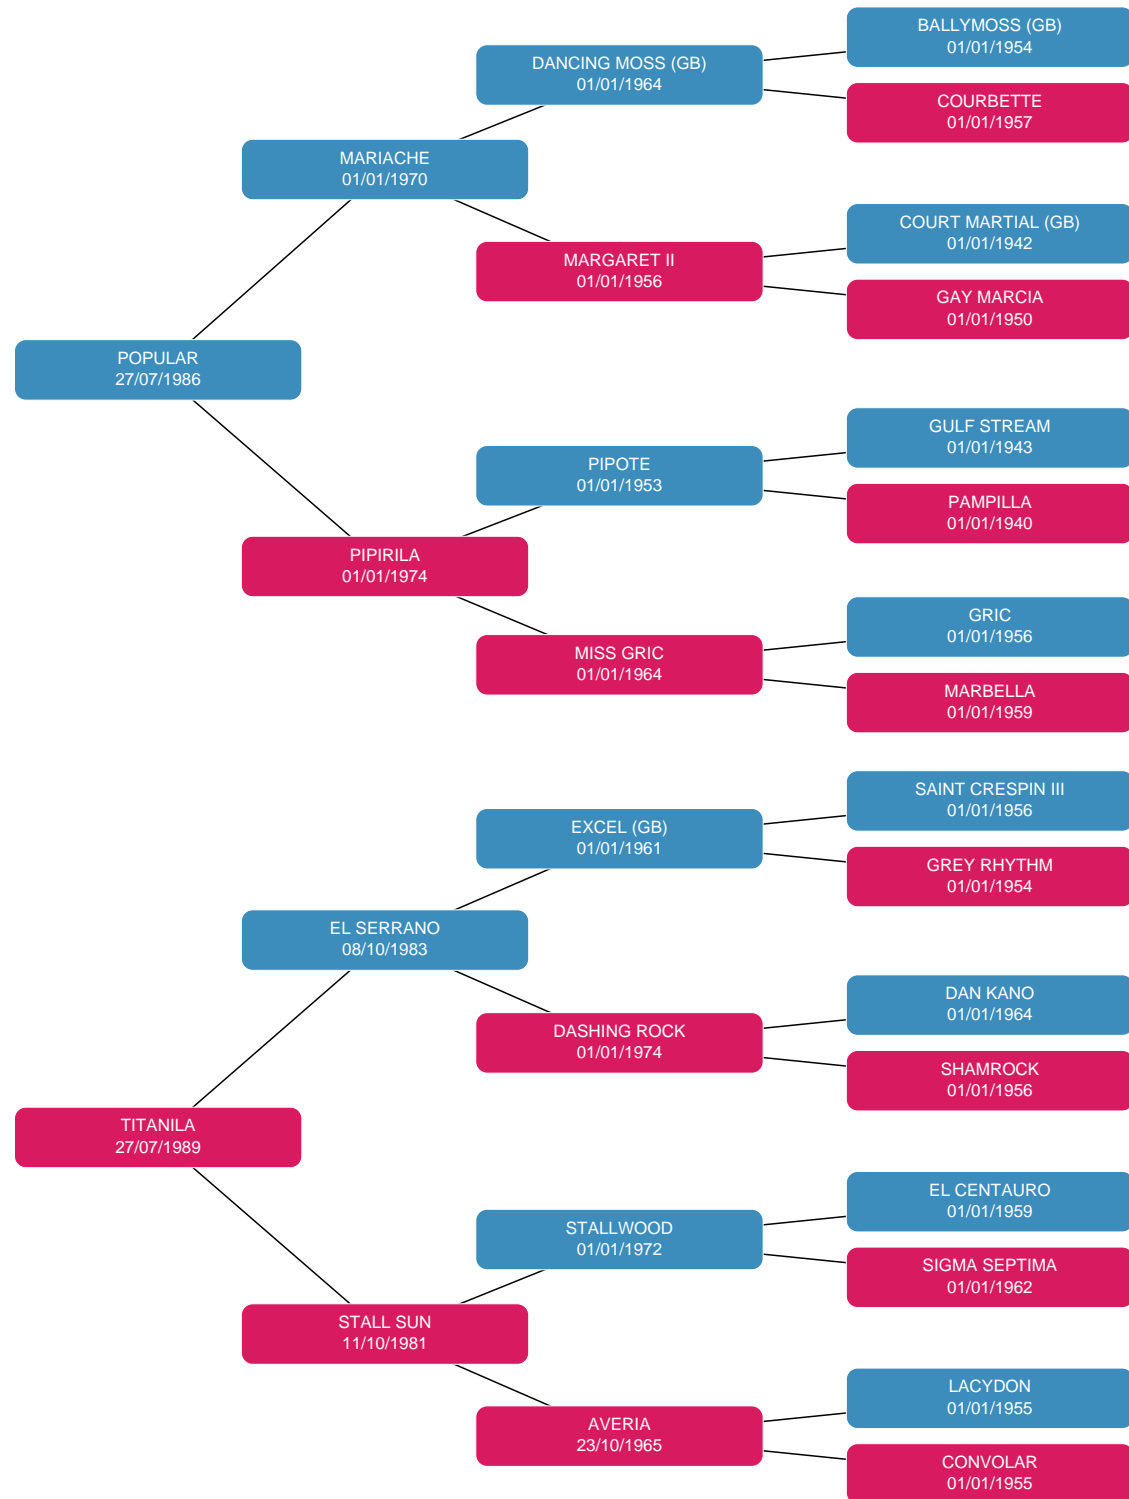 BALLYMOSS (GB)
01/01/1954
DANCING MOSS (GB)
01/01/1964
COURBETTE
01/01/1957
MARIACHE
01/01/1970
COURT MARTIAL (GB)
01/01/1942
MARGARET II
01/01/1956
GAY MARCIA
01/01/1950
POPULAR
27/07/1986
GULF STREAM
01/01/1943
PIPOTE
01/01/1953
PAMPILLA
01/01/1940
PIPIRILA
01/01/1974
GRIC
01/01/1956
MISS GRIC
01/01/1964
MARBELLA
01/01/1959
SAINT CRESPIN III
01/01/1956
EXCEL (GB)
01/01/1961
GREY RHYTHM
01/01/1954
EL SERRANO
08/10/1983
DAN KANO
01/01/1964
DASHING ROCK
01/01/1974
SHAMROCK
01/01/1956
TITANILA
27/07/1989
EL CENTAURO
01/01/1959
STALLWOOD
01/01/1972
SIGMA SEPTIMA
01/01/1962
STALL SUN
11/10/1981
LACYDON
01/01/1955
AVERIA
23/10/1965
CONVOLAR
01/01/1955